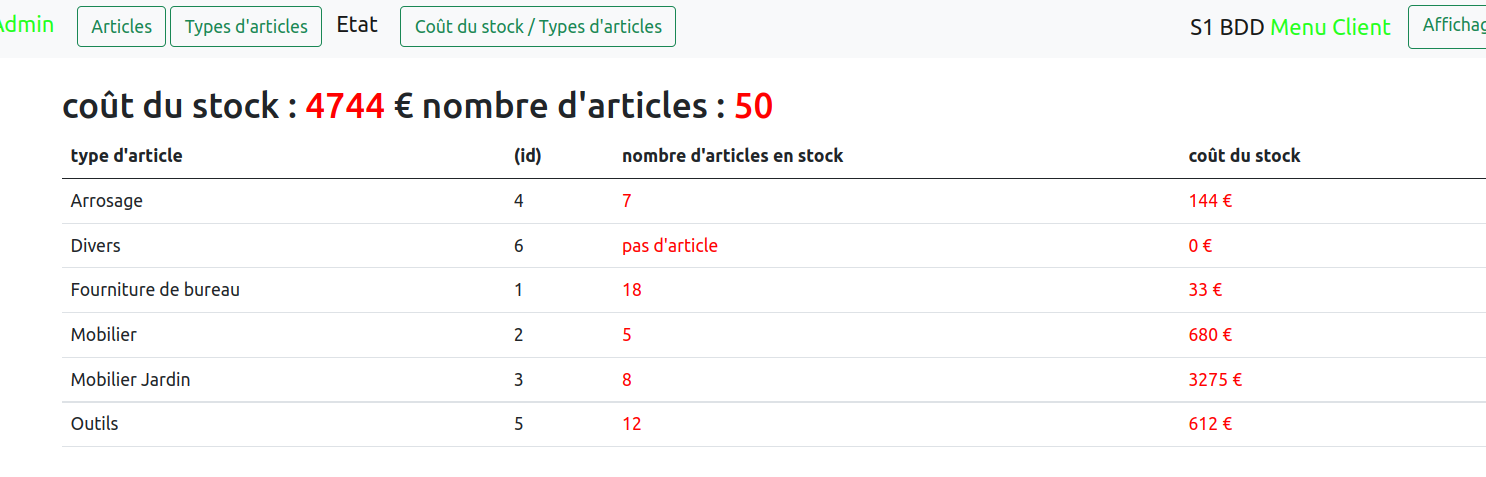 Admin Articles Types d'articles Etat Coût du stock / Types d'articles S1 BDD Menu Client Affichag
coût du stock : 4744 € nombre d'articles : 50
type d'article (id) nombre d'articles en stock coût du stock
Arrosage 4 7 144 €
Divers 6 pas d'article 0 €
Fourniture de bureau 1 18 33 €
Mobilier 2 5 680 €
Mobilier Jardin 3 8 3275 €
Outils 5 12 612 €